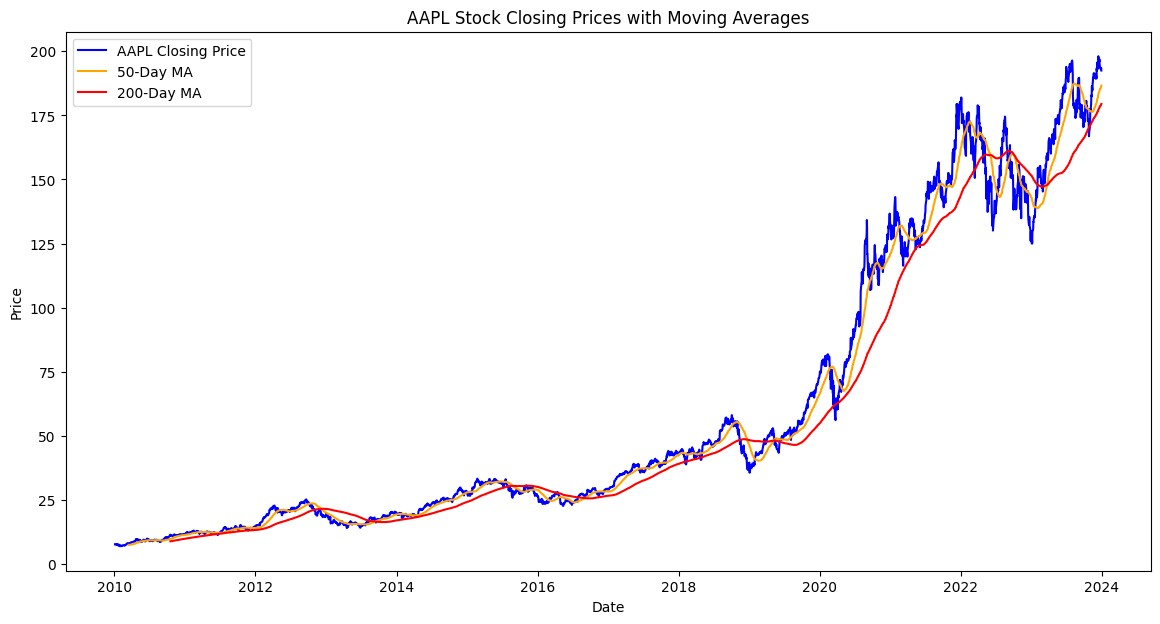 AAPL Stock Closing Prices with Moving Averages
AAPL Closing Price
50-Day MA
200-Day MA
Price
200
175
150
125
100
75
50
25
0
2010 2012 2014 2016 2018 2020 2022 2024
Date